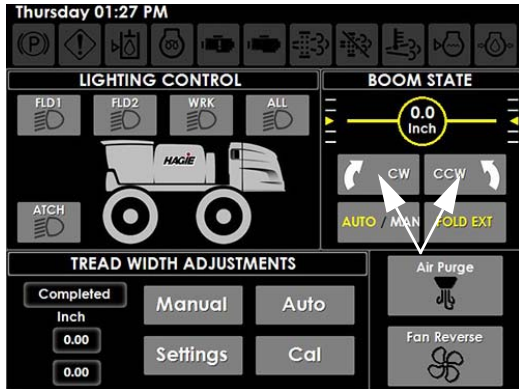 Thursday 01:27 PM
(P)
LIGHTING CONTROL
FLD1 FLD2 WRK ALL
HAGIE
ATCH
BOOM STATE
0.0
Inch
CW CCW
AUTO / MAN FOLD EXT
TREAD WIDTH ADJUSTMENTS
Completed
Inch
0.00
0.00
Manual Auto
Settings Cal
Air Purge
Fan Reverse